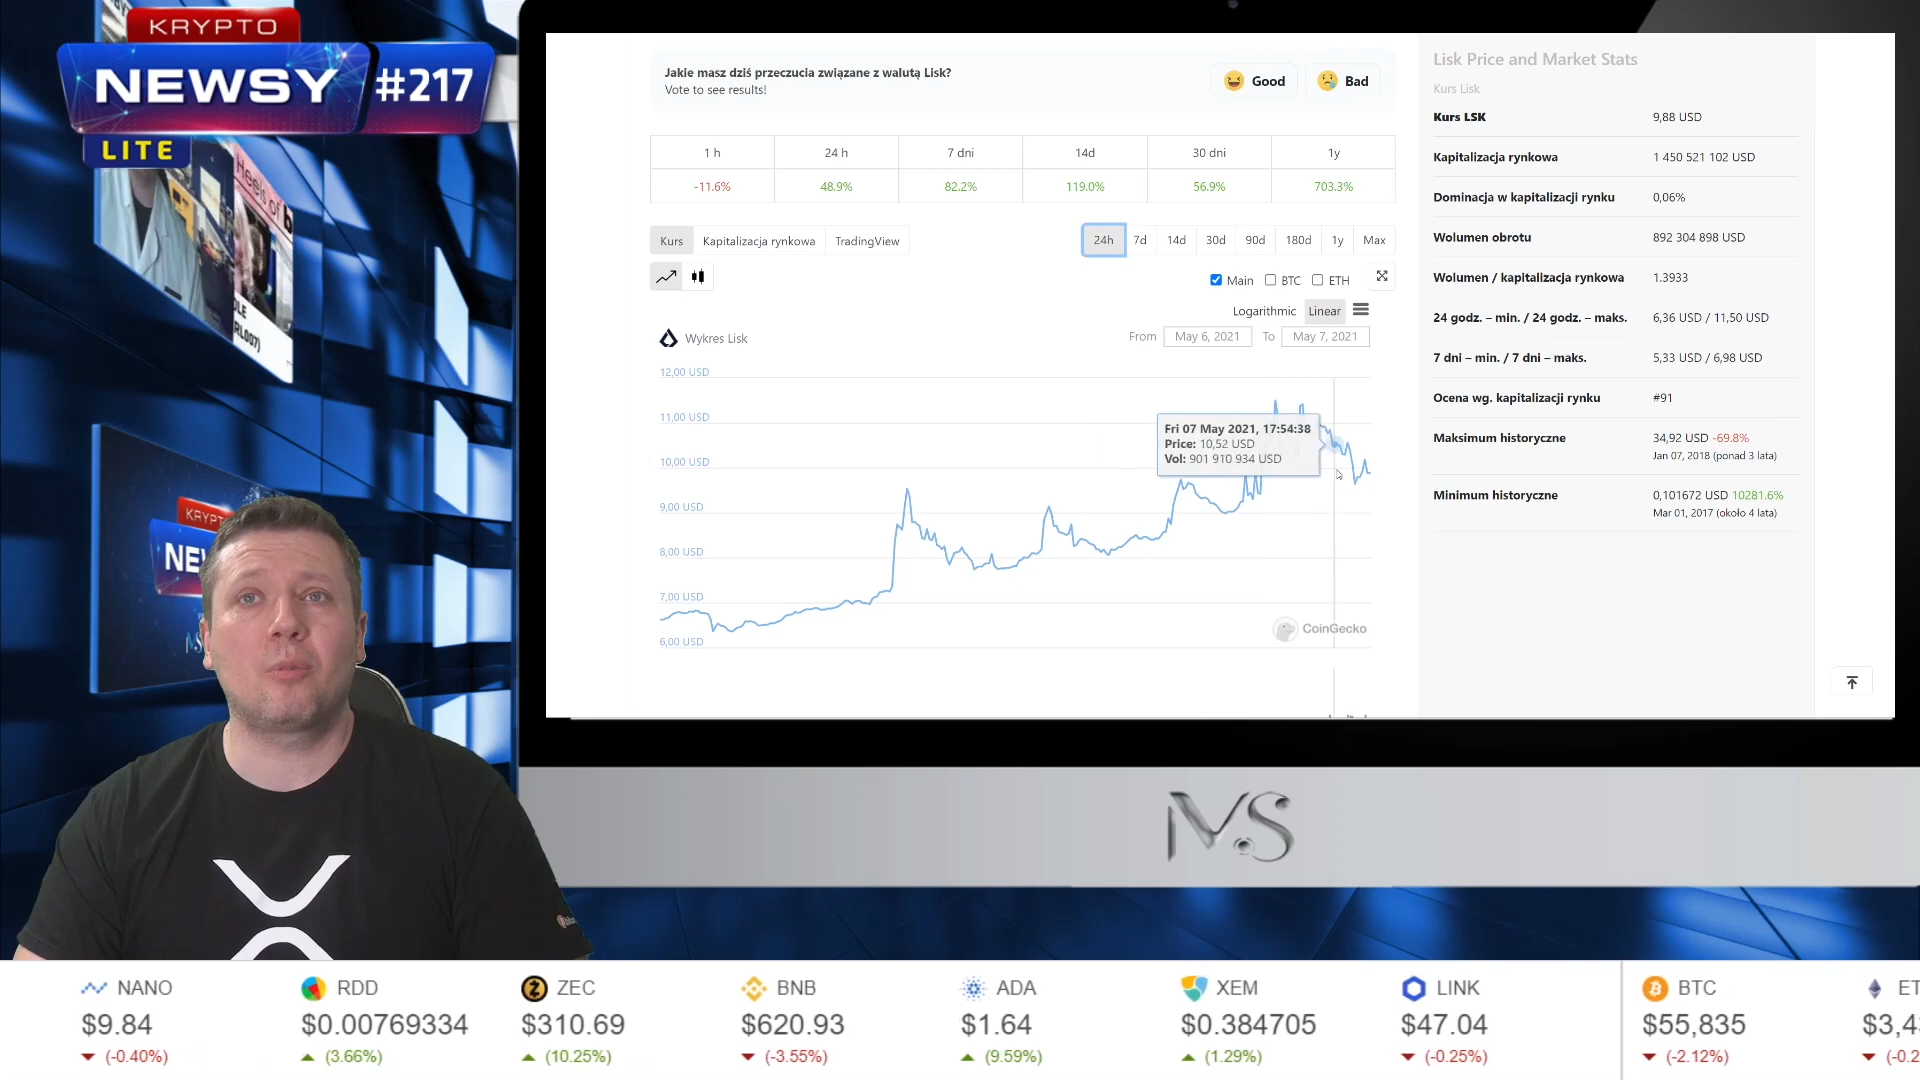 KRYPTO
NEWSY #217
LITE
Heels of
Jakie masz dziś przeczucia związane z walutą Lisk?
Vote to see results!
Good
Bad
1 h 24 h 7 dni 14d 30 dni 1y
-11.6% 48.9% 82.2% 119.0% 56.9% 703.3%
Kurs Kapitalizacja rynkowa TradingView
24h 7d 14d 30d 90d 180d 1y Max
Main BTC ETH
Logarithmic Linear
Wykres Lisk
From May 6, 2021 To May 7, 2021
12,00 USD
11,00 USD
10,00 USD
9,00 USD
8,00 USD
7,00 USD
6,00 USD
Fri 07 May 2021, 17:54:38
Price: 10,52 USD
Vol: 901 910 934 USD
CoinGecko
Lisk Price and Market Stats
Kurs Lisk
Kurs LSK 9,88 USD
Kapitalizacja rynkowa 1 450 521 102 USD
Dominacja w kapitalizacji rynku 0,06%
Wolumen obrotu 892 304 898 USD
Wolumen / kapitalizacja rynkowa 1.3933
24 godz. – min. / 24 godz. – maks. 6,36 USD / 11,50 USD
7 dni – min. / 7 dni – maks. 5,33 USD / 6,98 USD
Ocena wg. kapitalizacji rynku #91
Maksimum historyczne 34,92 USD -69.8%
Jan 07, 2018 (ponad 3 lata)
Minimum historyczne 0,101672 USD 10281.6%
Mar 01, 2017 (około 4 lata)
MS
NANO RDD ZEC BNB ADA XEM LINK BTC
$9.84 $0.00769334 $310.69 $620.93 $1.64 $0.384705 $47.04 $55,835
(-0.40%) (3.66%) (10.25%) (-3.55%) (9.59%) (1.29%) (-0.25%) (-2.12%)